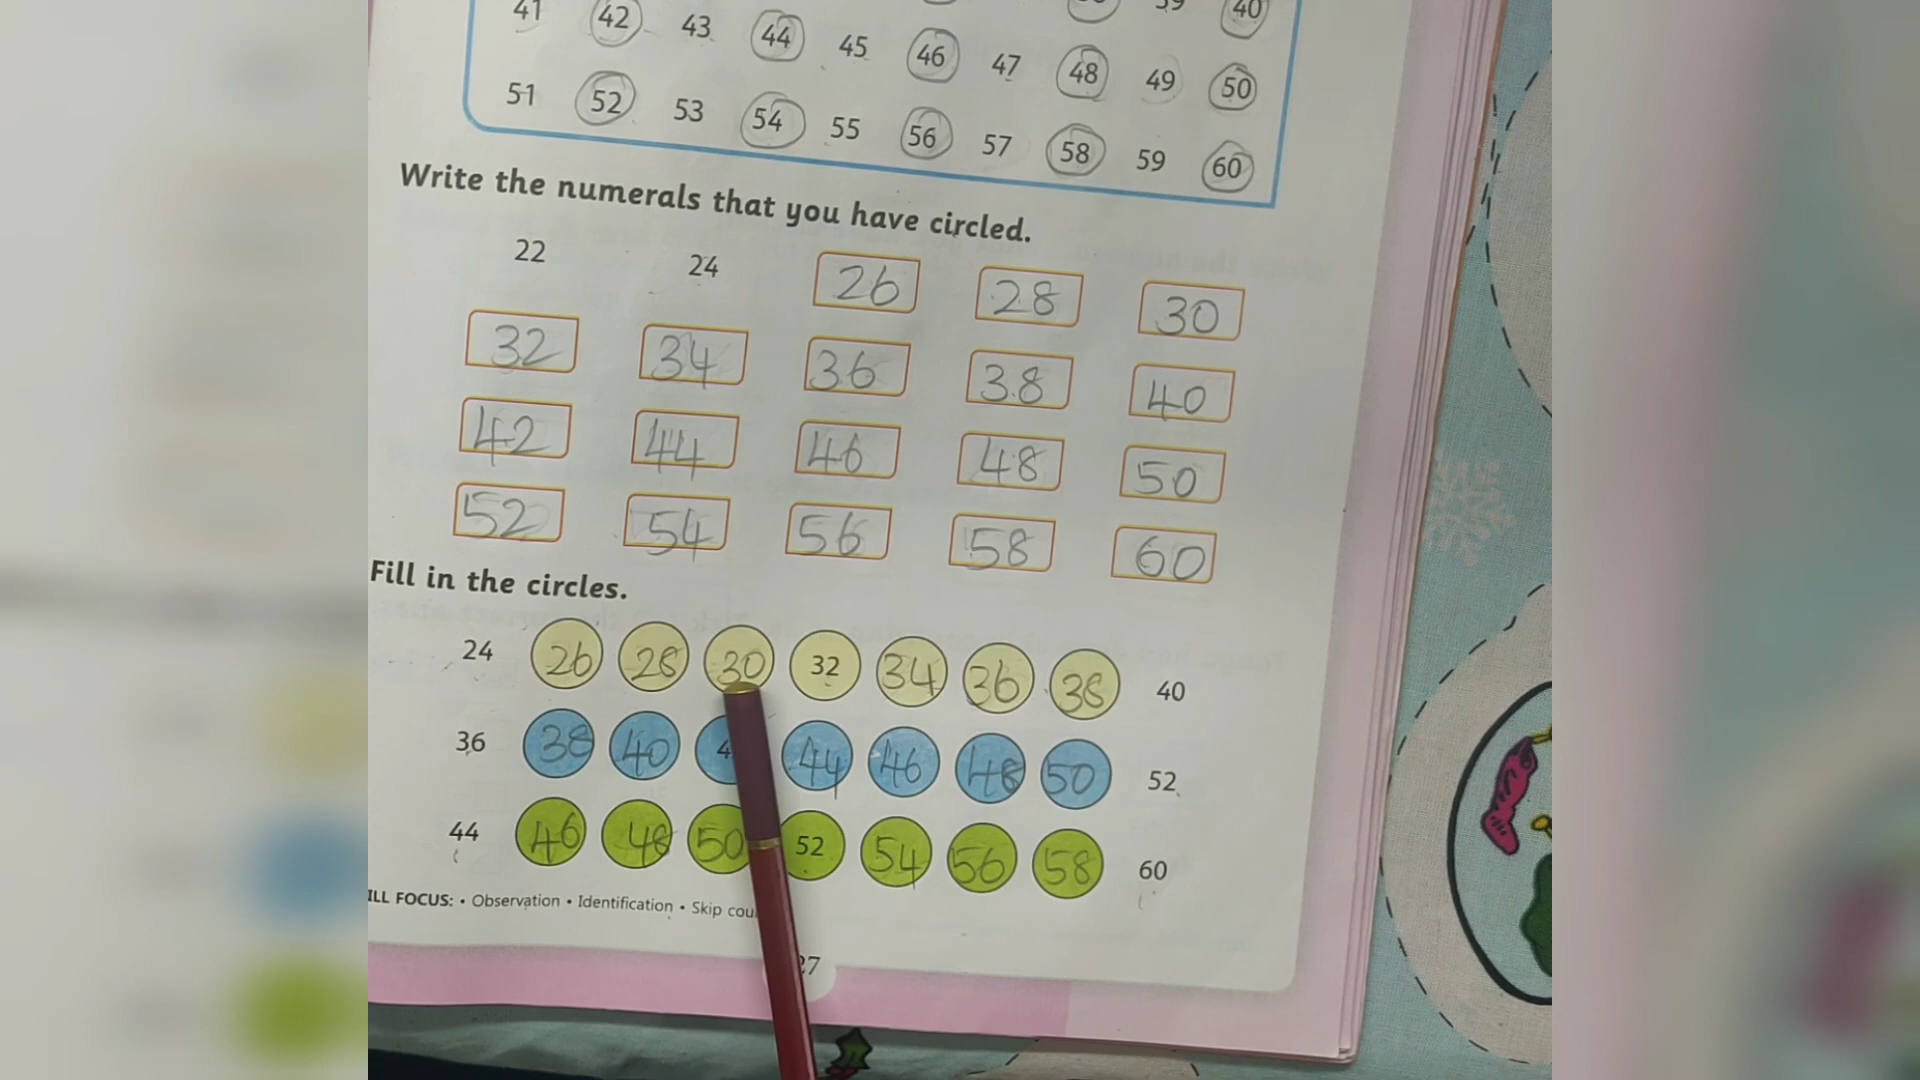 41 42 43 44 45 46 47 48 49 50
51 52 53 54 55 56 57 58 59 60
Write the numerals that you have circled.
22 24 26 28 30
32 34 36 38 40
42 44 46 48 50
52 54 56 58 60
Fill in the circles.
24 26 28 30 32 34 36 38 40
36 38 40 44 46 48 50 52
44 46 48 50 52 54 56 58 60
ILL FOCUS: • Observation • Identification • Skip cou
27